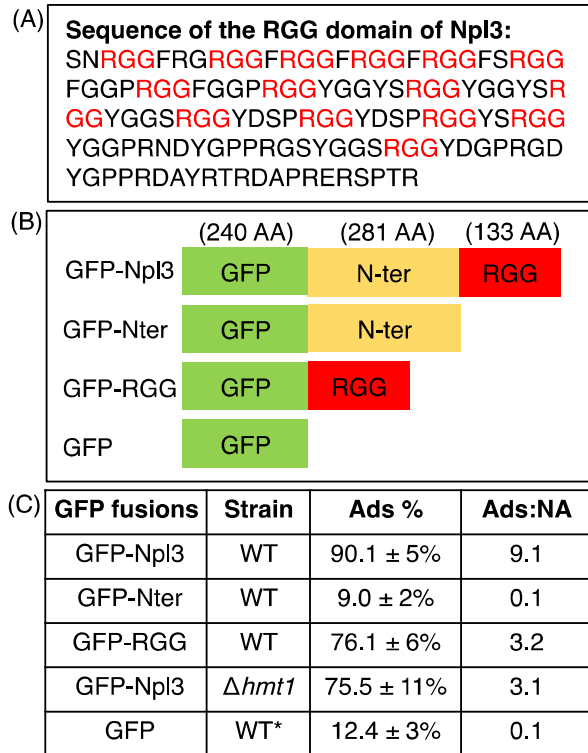 (A)
Sequence of the RGG domain of Npl3:
SNRGGFRGRGGFRGGFRGGFRGGFSRGG
FGGPRGGFGGPRGGYGGYSRGGYGGYSR
GGYGGSRGGYDSPRGGYDSPRGGYSRGG
YGGPRNDYGPPRGSYGGSRGGYDGPRGD
YGPPRDAYRTRDAPRERSPTR
(B)
(240 AA) (281 AA) (133 AA)
GFP-Npl3 GFP N-ter RGG
GFP-Nter GFP N-ter
GFP-RGG GFP RGG
GFP GFP
(C)
GFP fusions Strain Ads % Ads:NA
GFP-Npl3 WT 90.1 ± 5% 9.1
GFP-Nter WT 9.0 ± 2% 0.1
GFP-RGG WT 76.1 ± 6% 3.2
GFP-Npl3 Δhmt1 75.5 ± 11% 3.1
GFP WT* 12.4 ± 3% 0.1